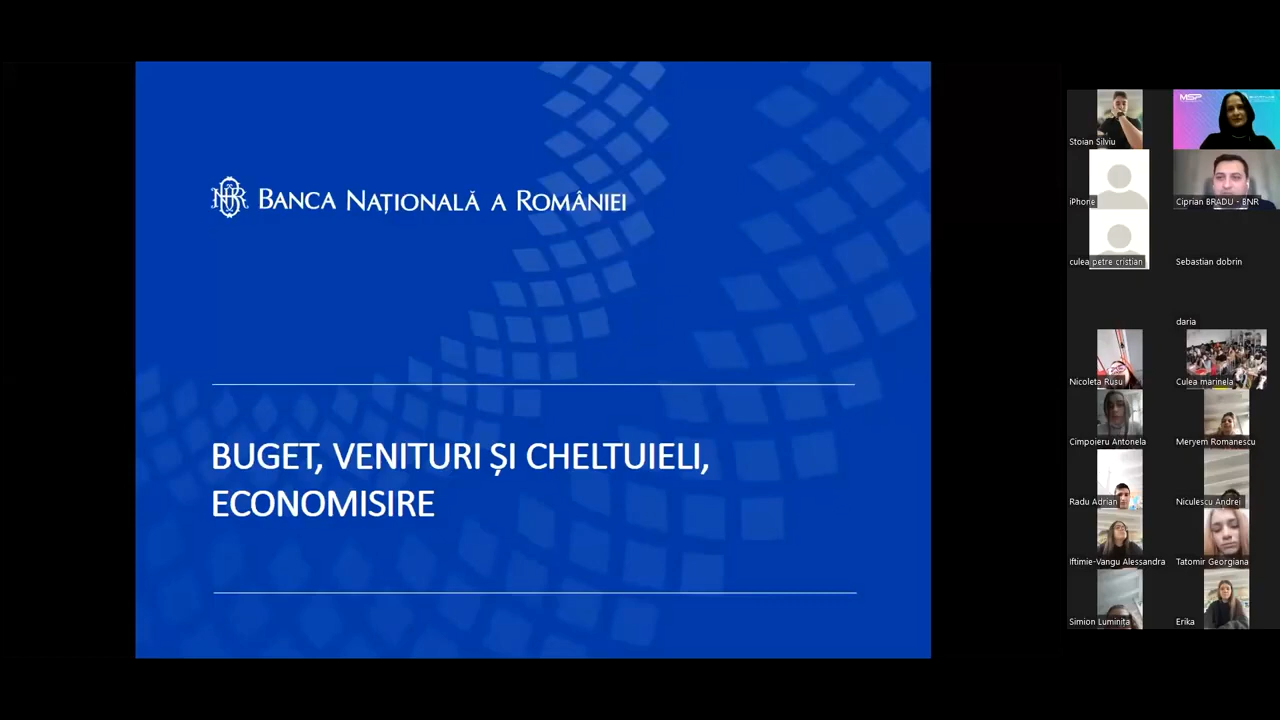 BANCA NAȚIONALĂ A ROMÂNIEI
BUGET, VENITURI ȘI CHELTUIELI,
ECONOMISIRE
Stoian Silviu
MSP
iPhone
Ciprian BRADU - BNR
culea petre cristian
Sebastian dobrin
daria
Nicoleta Rusu
Culea marinela
Cimpoieru Antonela
Meryem Romanescu
Radu Adrian
Niculescu Andrei
Iftimie-Vangu Alessandra
Tatomir Georgiana
Simion Luminița
Erika